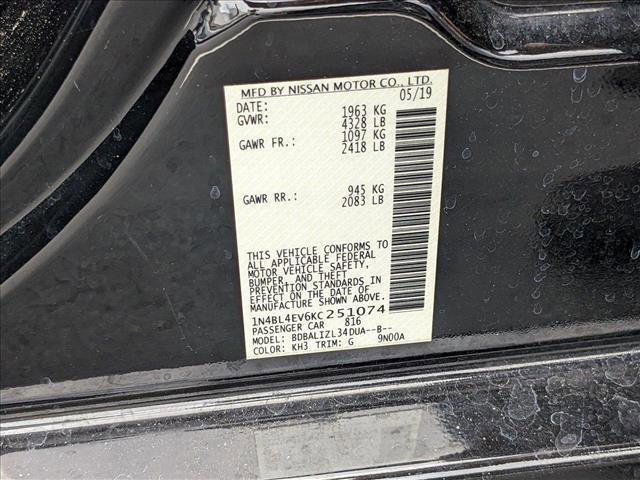 MFD BY NISSAN MOTOR CO., LTD.
05/19
DATE: 1963 KG
GVWR: 4328 LB
1097 KG
GAWR FR.: 2418 LB
945 KG
GAWR RR.: 2083 LB
THIS VEHICLE CONFORMS TO
ALL APPLICABLE FEDERAL
MOTOR VEHICLE SAFETY,
BUMPER, AND THEFT
PREVENTION STANDARDS IN
EFFECT ON THE DATE OF
MANUFACTURE SHOWN ABOVE.
1N4BL4EV6KC251074
PASSENGER CAR 816
MODEL: BDBALIZL34DUA--B--
COLOR: KH3 TRIM: G 9N00A